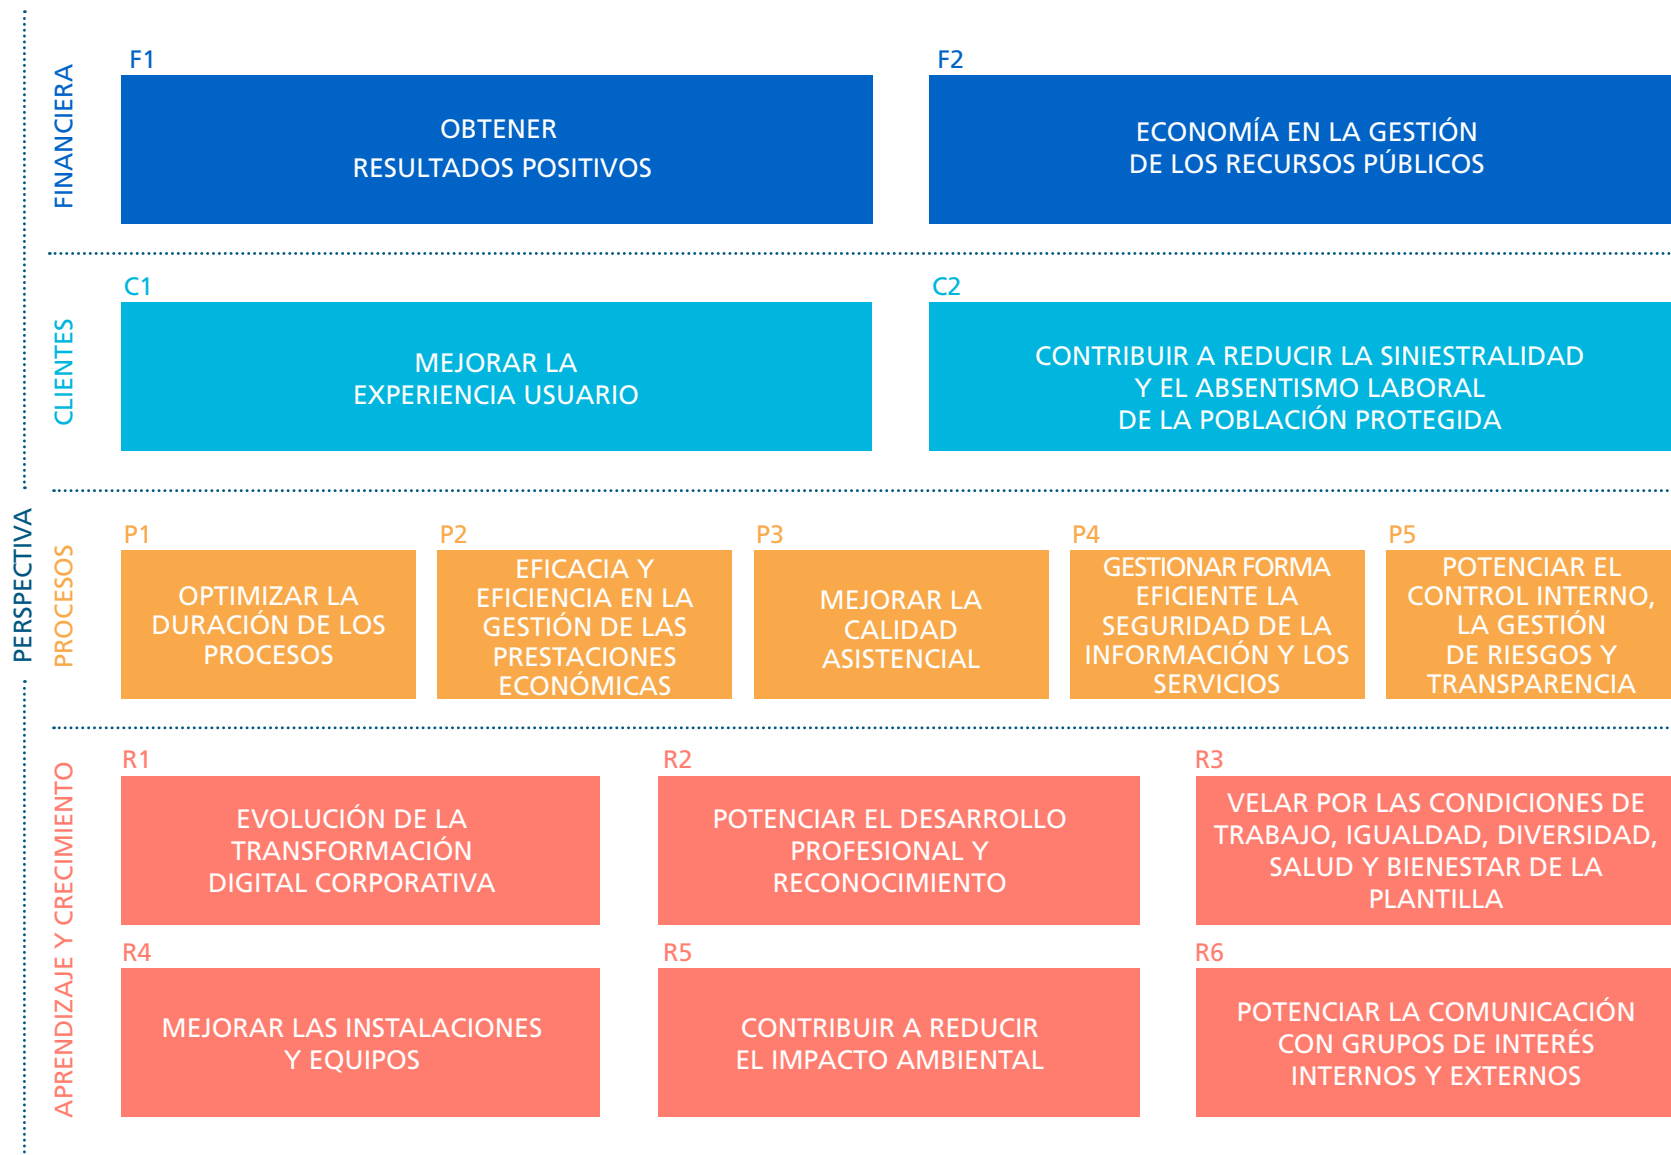 PERSPECTIVA
FINANCIERA
F1
OBTENER
RESULTADOS POSITIVOS
F2
ECONOMÍA EN LA GESTIÓN
DE LOS RECURSOS PÚBLICOS
CLIENTES
C1
MEJORAR LA
EXPERIENCIA USUARIO
C2
CONTRIBUIR A REDUCIR LA SINIESTRALIDAD
Y EL ABSENTISMO LABORAL
DE LA POBLACIÓN PROTEGIDA
PROCESOS
P1
OPTIMIZAR LA
DURACIÓN DE LOS
PROCESOS
P2
EFICACIA Y
EFICIENCIA EN LA
GESTIÓN DE LAS
PRESTACIONES
ECONÓMICAS
P3
MEJORAR LA
CALIDAD
ASISTENCIAL
P4
GESTIONAR FORMA
EFICIENTE LA
SEGURIDAD DE LA
INFORMACIÓN Y LOS
SERVICIOS
P5
POTENCIAR EL
CONTROL INTERNO,
LA GESTIÓN
DE RIESGOS Y
TRANSPARENCIA
APRENDIZAJE Y CRECIMIENTO
R1
EVOLUCIÓN DE LA
TRANSFORMACIÓN
DIGITAL CORPORATIVA
R2
POTENCIAR EL DESARROLLO
PROFESIONAL Y
RECONOCIMIENTO
R3
VELAR POR LAS CONDICIONES DE
TRABAJO, IGUALDAD, DIVERSIDAD,
SALUD Y BIENESTAR DE LA
PLANTILLA
R4
MEJORAR LAS INSTALACIONES
Y EQUIPOS
R5
CONTRIBUIR A REDUCIR
EL IMPACTO AMBIENTAL
R6
POTENCIAR LA COMUNICACIÓN
CON GRUPOS DE INTERÉS
INTERNOS Y EXTERNOS